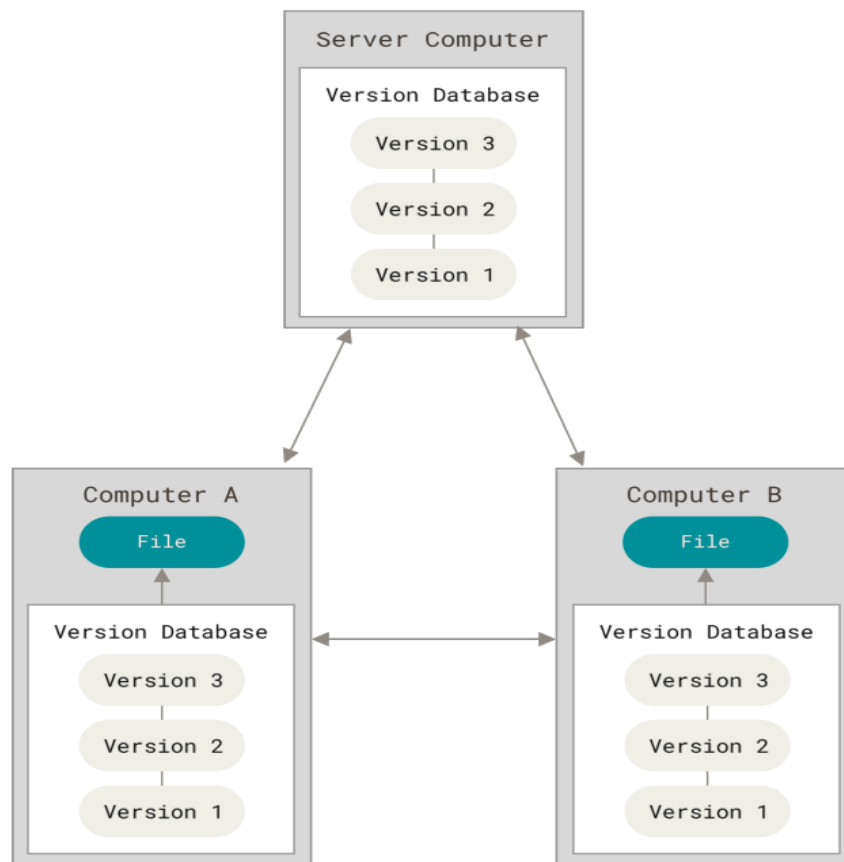 Server Computer
Version Database
Version 3
Version 2
Version 1
Computer A
File
Version Database
Version 3
Version 2
Version 1
Computer B
File
Version Database
Version 3
Version 2
Version 1